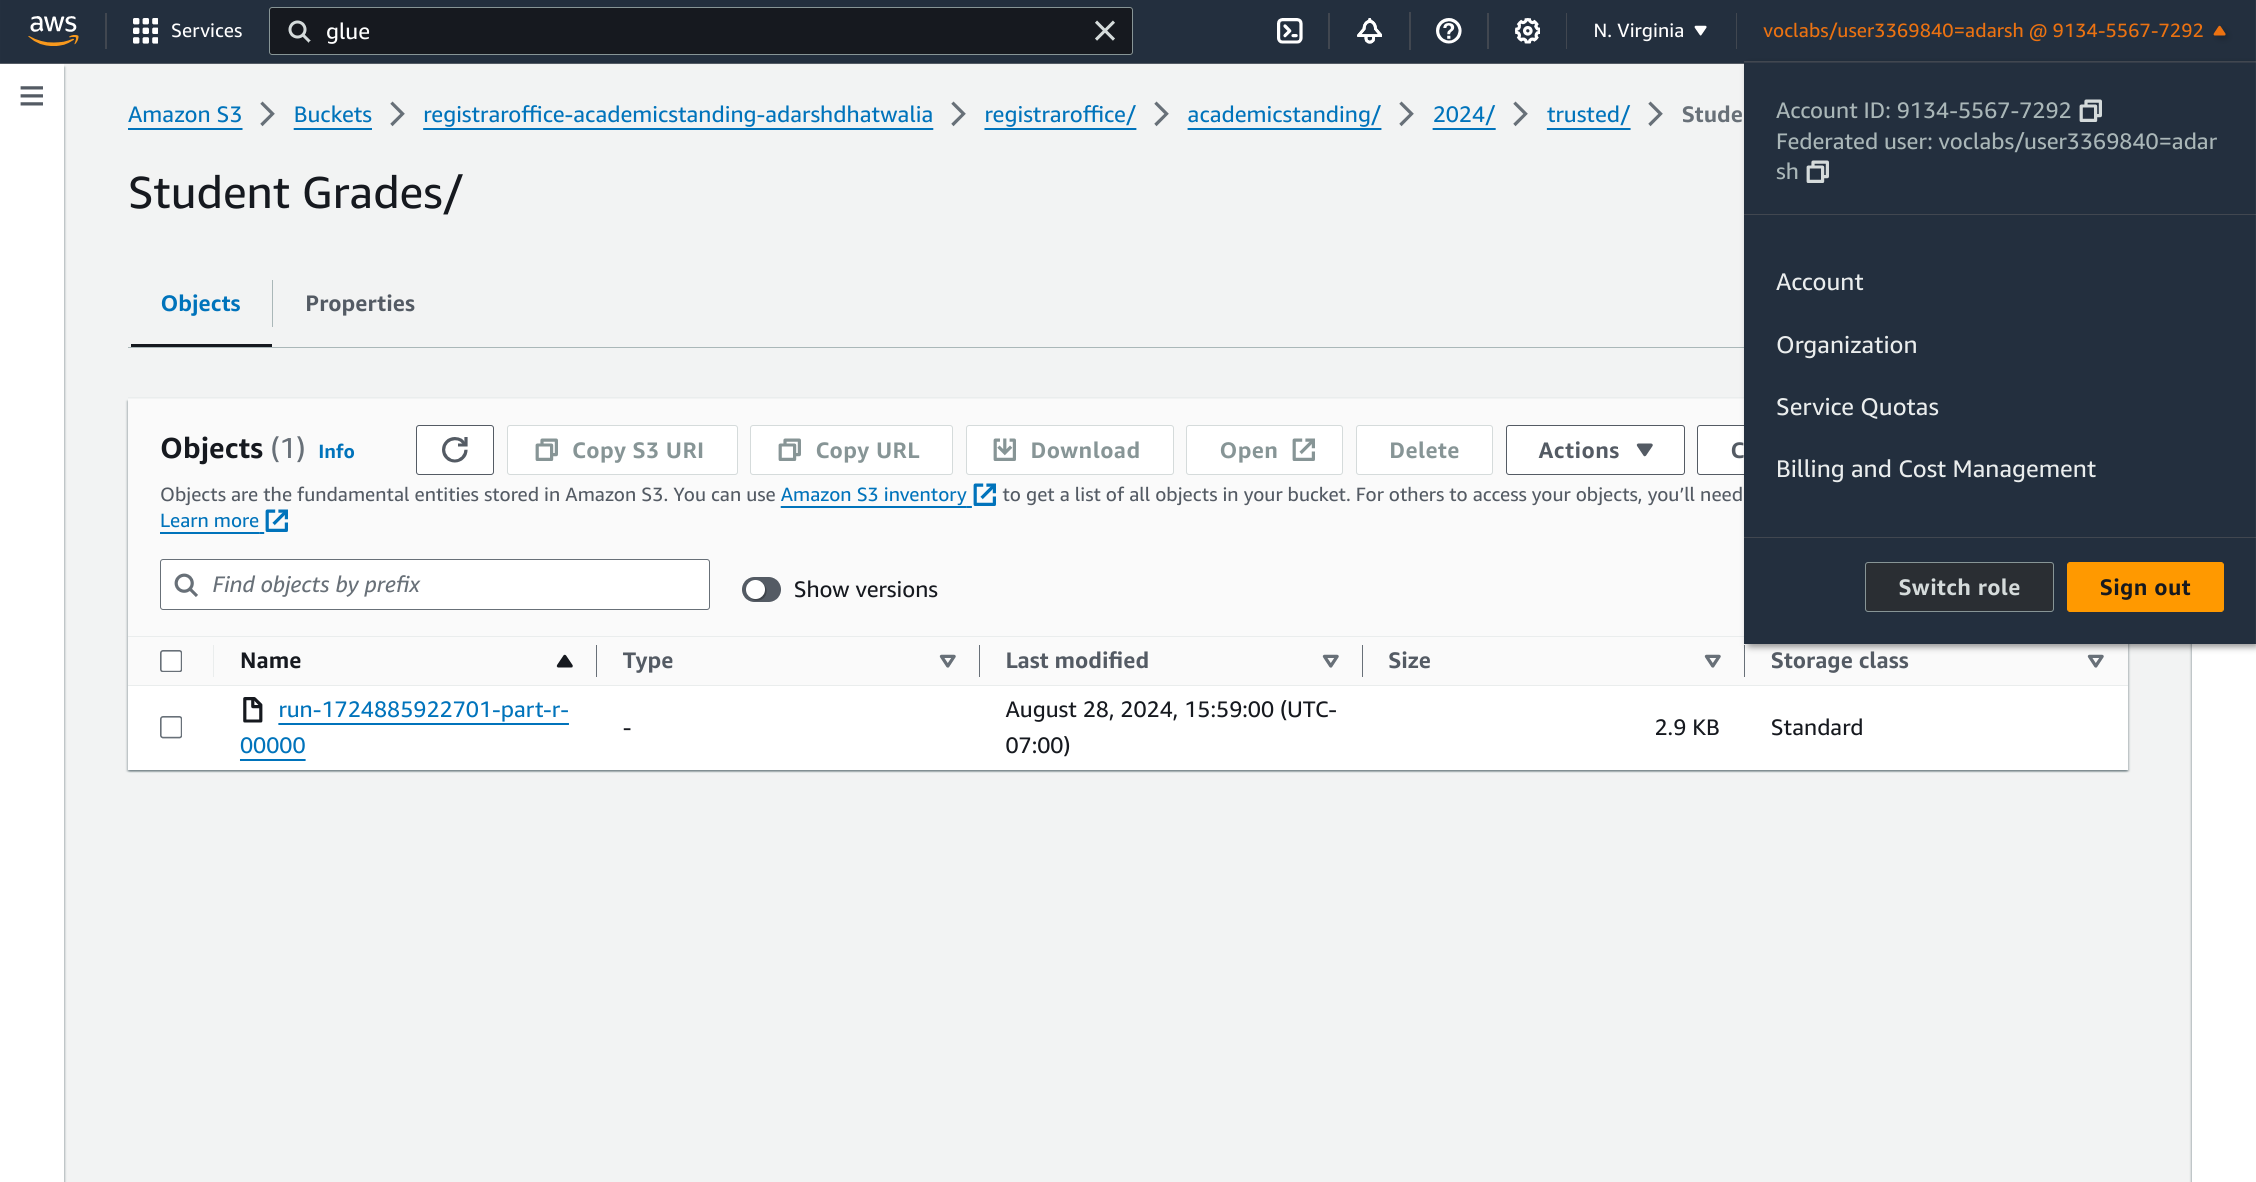 aws
Services
glue
N. Virginia
voclabs/user3369840=adarsh @ 9134-5567-7292
Amazon S3
Buckets
registraroffice-academicstanding-adarshdhatwalia
registraroffice/
academicstanding/
2024/
trusted/
Stude
Account ID: 9134-5567-7292
Federated user: voclabs/user3369840=adar
sh
Account
Organization
Service Quotas
Billing and Cost Management
Switch role
Sign out
Student Grades/
Objects
Properties
Objects (1)
Info
Copy S3 URI
Copy URL
Download
Open
Delete
Actions
C
Objects are the fundamental entities stored in Amazon S3. You can use Amazon S3 inventory to get a list of all objects in your bucket. For others to access your objects, you’ll need
Learn more
Find objects by prefix
Show versions
Name
Type
Last modified
Size
Storage class
run-1724885922701-part-r-
00000
-
August 28, 2024, 15:59:00 (UTC-
07:00)
2.9 KB
Standard